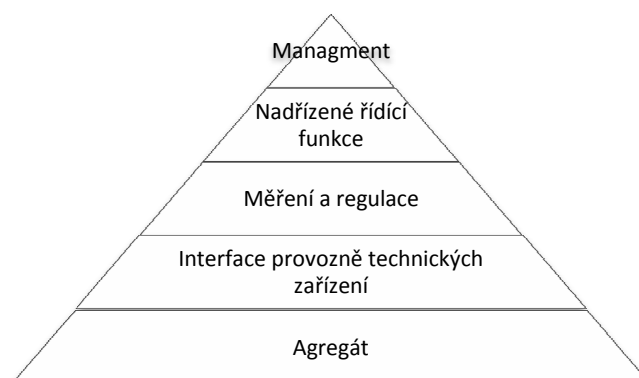 Managment
Nadřízené řídící
funkce
Měření a regulace
Interface provozně technických
zařízení
Agregát